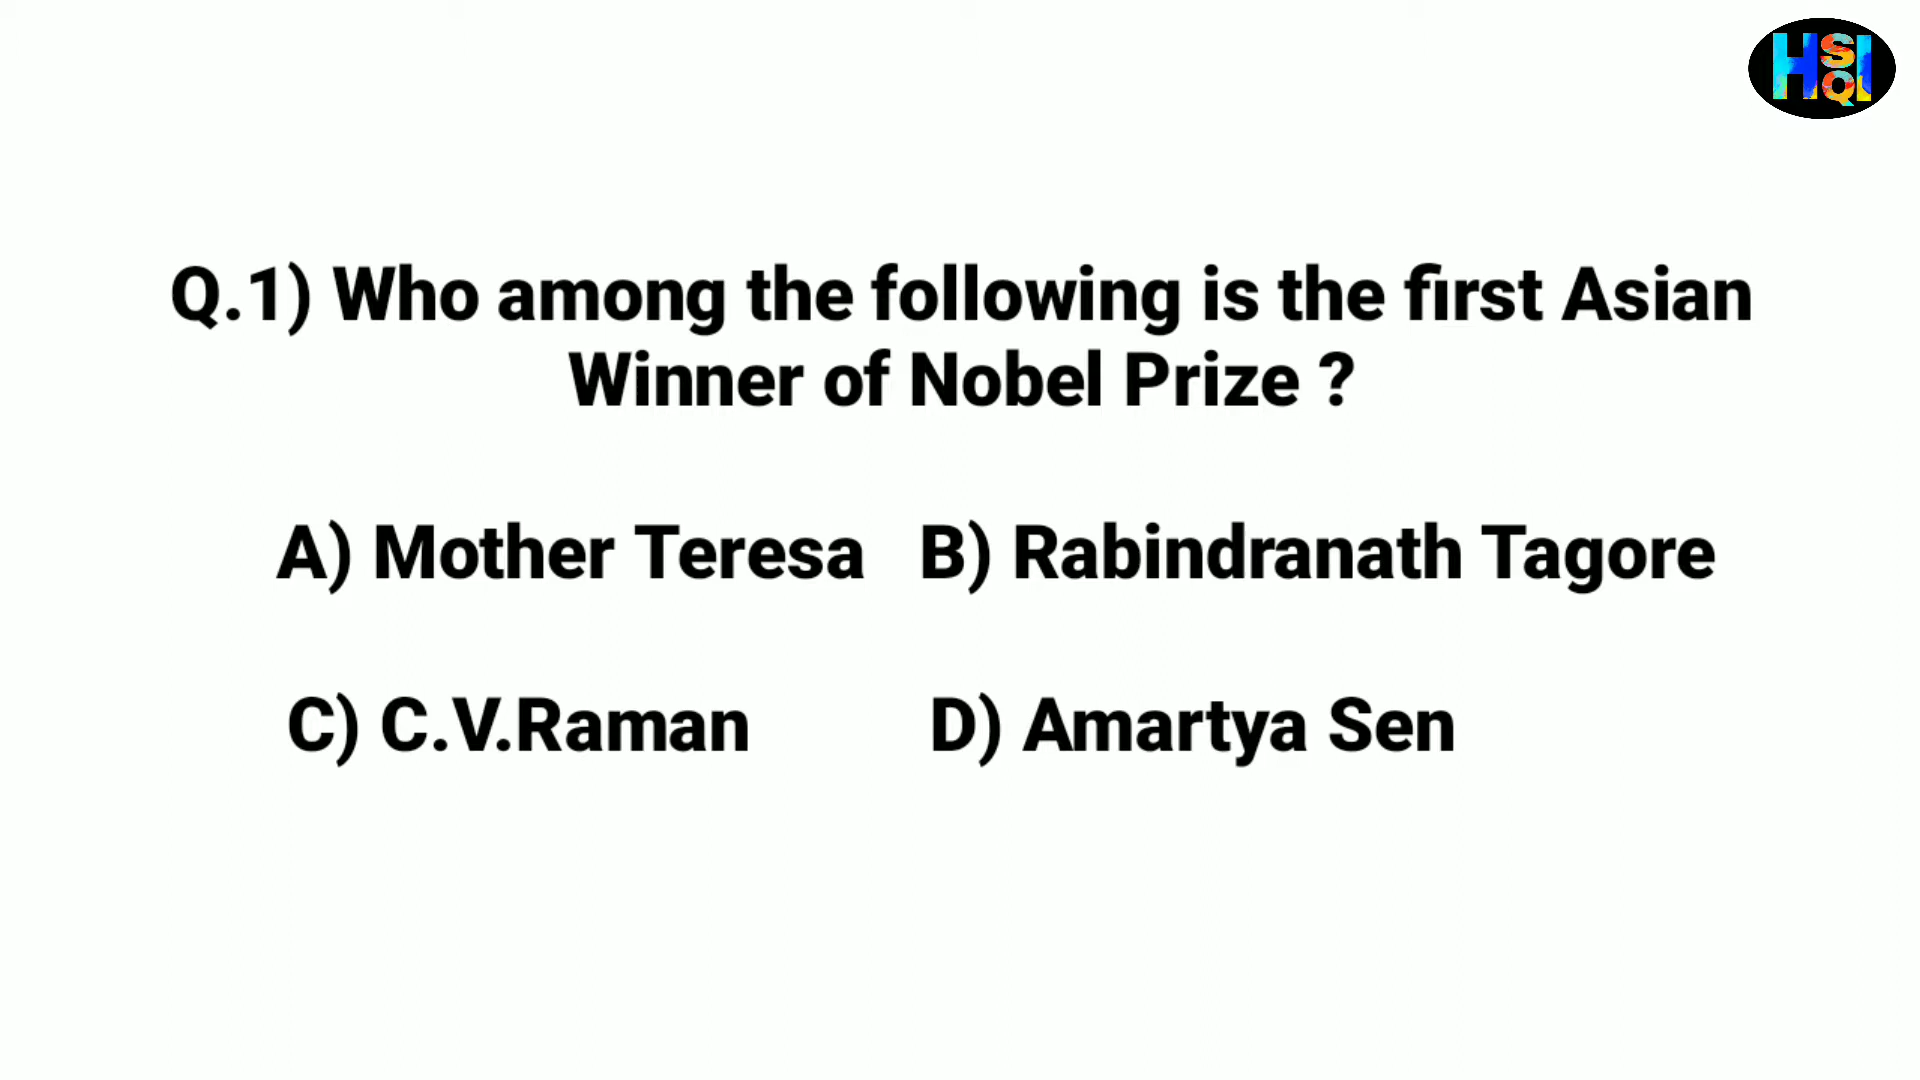 HSQI
Q.1) Who among the following is the first Asian
Winner of Nobel Prize ?
A) Mother Teresa B) Rabindranath Tagore
C) C.V.Raman D) Amartya Sen